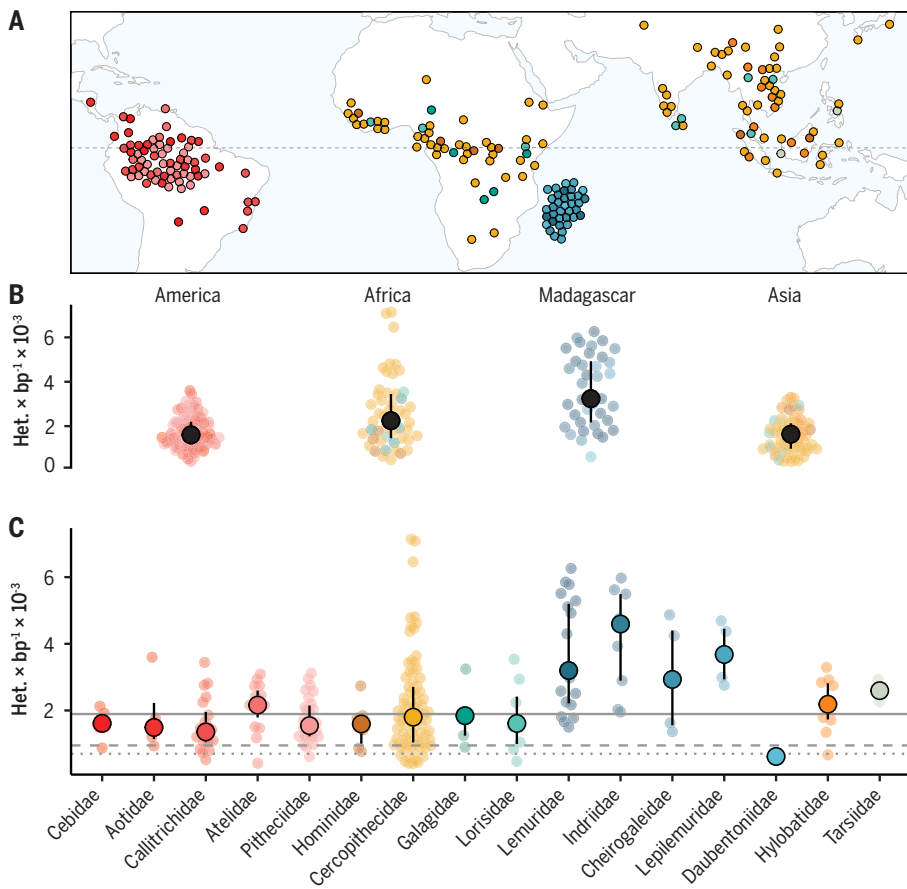 A
B
America
Africa
Madagascar
Asia
Het. × bp⁻¹ × 10⁻³
6
4
2
0
C
Het. × bp⁻¹ × 10⁻³
6
4
2
Cebidae
Aotidae
Callitrichidae
Atelidae
Pitheciidae
Hominidae
Cercopithecidae
Galagidae
Lorisidae
Lemuridae
Indriidae
Cheirogaleidae
Lepilemuridae
Daubentoniidae
Hylobatidae
Tarsiidae